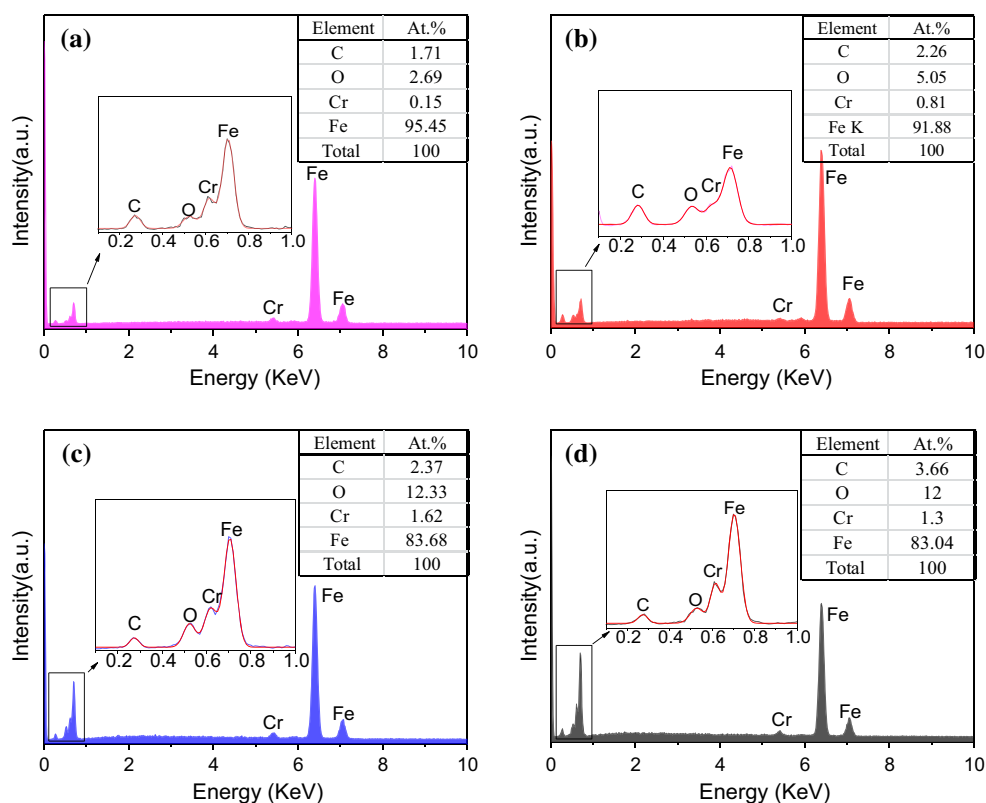 (a)
Element At.%
C 1.71
O 2.69
Cr 0.15
Fe 95.45
Total 100
Fe
Cr
O
C
0.2 0.4 0.6 0.8 1.0
Fe
Cr
Fe
Intensity(a.u.)
0 2 4 6 8 10
Energy (KeV)
(b)
Element At.%
C 2.26
O 5.05
Cr 0.81
Fe K 91.88
Total 100
Fe
Cr
O
C
0.2 0.4 0.6 0.8 1.0
Fe
Cr
Fe
Intensity(a.u.)
0 2 4 6 8 10
Energy (KeV)
(c)
Element At.%
C 2.37
O 12.33
Cr 1.62
Fe 83.68
Total 100
Fe
Cr
O
C
0.2 0.4 0.6 0.8 1.0
Fe
Cr
Fe
Intensity(a.u.)
0 2 4 6 8 10
Energy (KeV)
(d)
Element At.%
C 3.66
O 12
Cr 1.3
Fe 83.04
Total 100
Fe
Cr
O
C
0.2 0.4 0.6 0.8 1.0
Fe
Cr
Fe
Intensity(a.u.)
0 2 4 6 8 10
Energy (KeV)